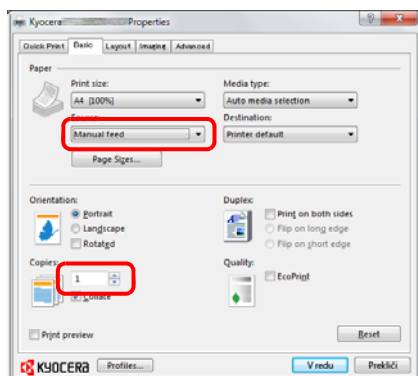 Kyocera Properties
Quick Print Basic Layout Imaging Advanced
Paper
Print size: Media type:
A4 [100%] Auto media selection
Source: Destination:
Manual feed Printer default
Page Sizes...
Orientation: Duplex:
Portrait Print on both sides
Landscape Flip on long edge
Rotated Flip on short edge
Copies: Quality:
1 EcoPrint
Collate
Print preview Reset
KYOCERA Profiles... V redu Prekliči